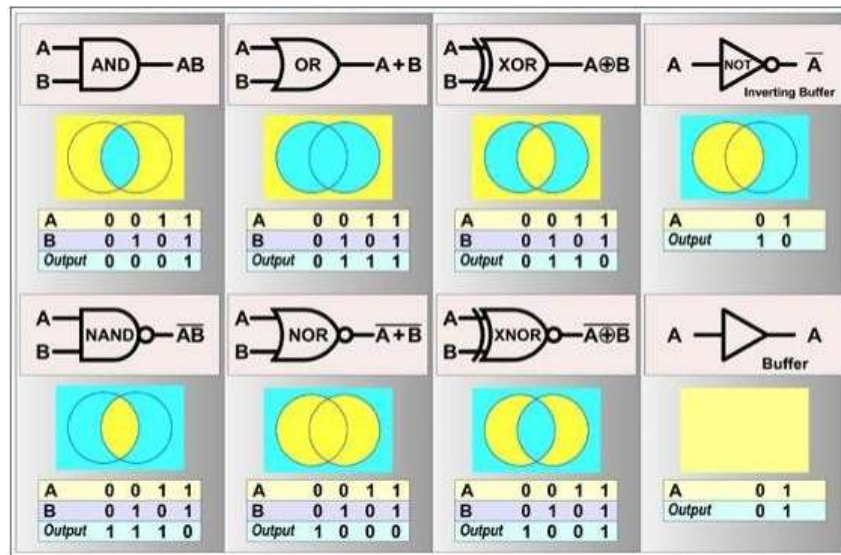 A
B
AND
AB
A
B
OR
A+B
A
B
XOR
A⊕B
A
NOT
A̅
Inverting Buffer
A 0 0 1 1
B 0 1 0 1
Output 0 0 0 1
A 0 0 1 1
B 0 1 0 1
Output 0 1 1 1
A 0 0 1 1
B 0 1 0 1
Output 0 1 1 0
A 0 1
Output 1 0
A
B
NAND
A̅B̅
A
B
NOR
A̅+̅B̅
A
B
XNOR
A̅⊕̅B̅
A
A
Buffer
A 0 0 1 1
B 0 1 0 1
Output 1 1 1 0
A 0 0 1 1
B 0 1 0 1
Output 1 0 0 0
A 0 0 1 1
B 0 1 0 1
Output 1 0 0 1
A 0 1
Output 0 1